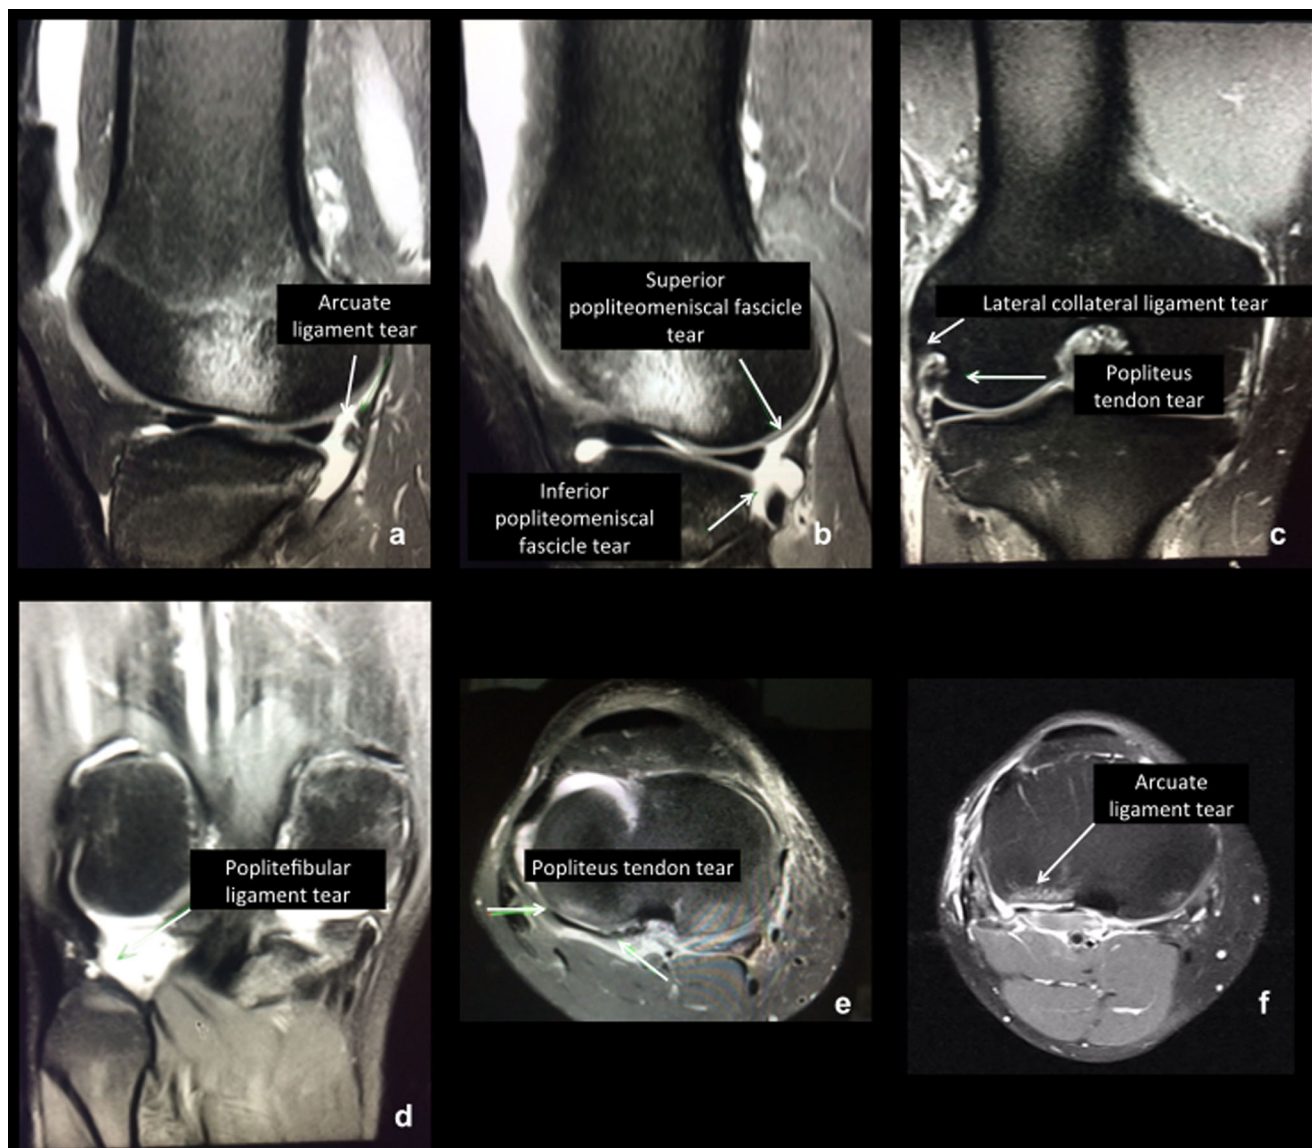 Arcuate
ligament tear
a
Superior
popliteomeniscal fascicle
tear
Inferior
popliteomeniscal
fascicle tear
b
Lateral collateral ligament tear
Popliteus
tendon tear
c
Poplitefibular
ligament tear
d
Popliteus tendon tear
e
Arcuate
ligament tear
f